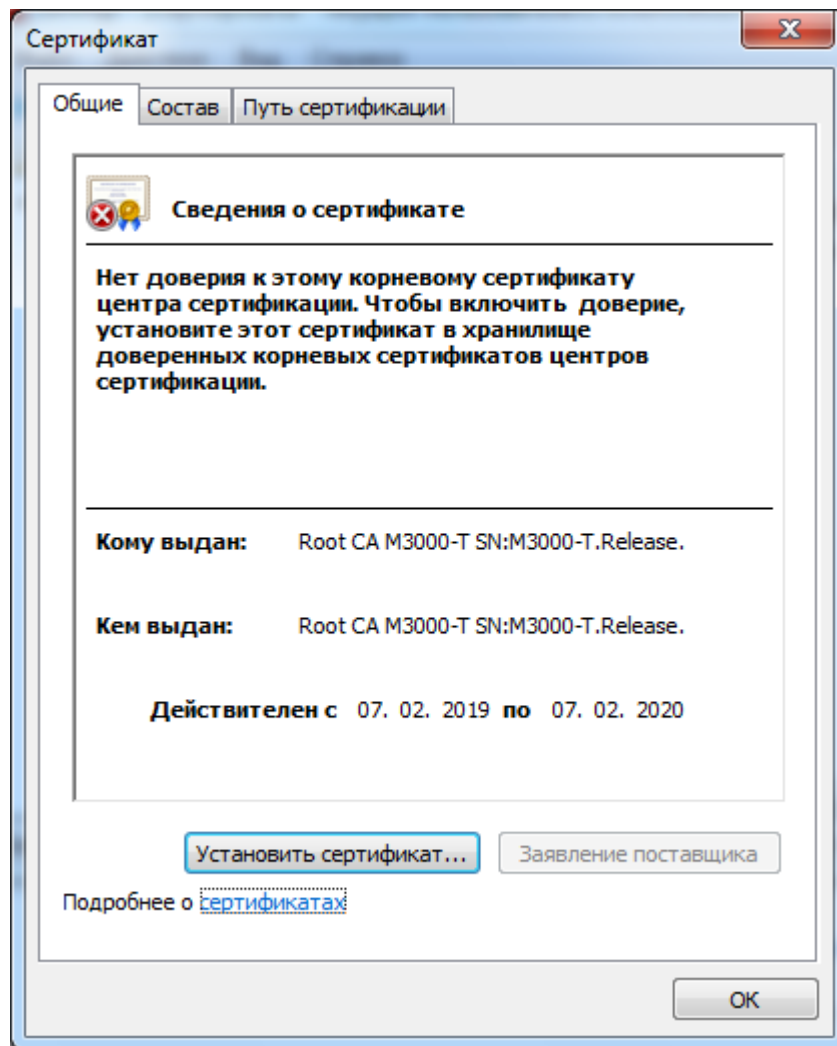 Сертификат
Общие Состав Путь сертификации
Сведения о сертификате
Нет доверия к этому корневому сертификату
центра сертификации. Чтобы включить доверие,
установите этот сертификат в хранилище
доверенных корневых сертификатов центров
сертификации.
Кому выдан: Root CA M3000-T SN:M3000-T.Release.
Кем выдан: Root CA M3000-T SN:M3000-T.Release.
Действителен с 07. 02. 2019 по 07. 02. 2020
Установить сертификат... Заявление поставщика
Подробнее о сертификатах
ОК